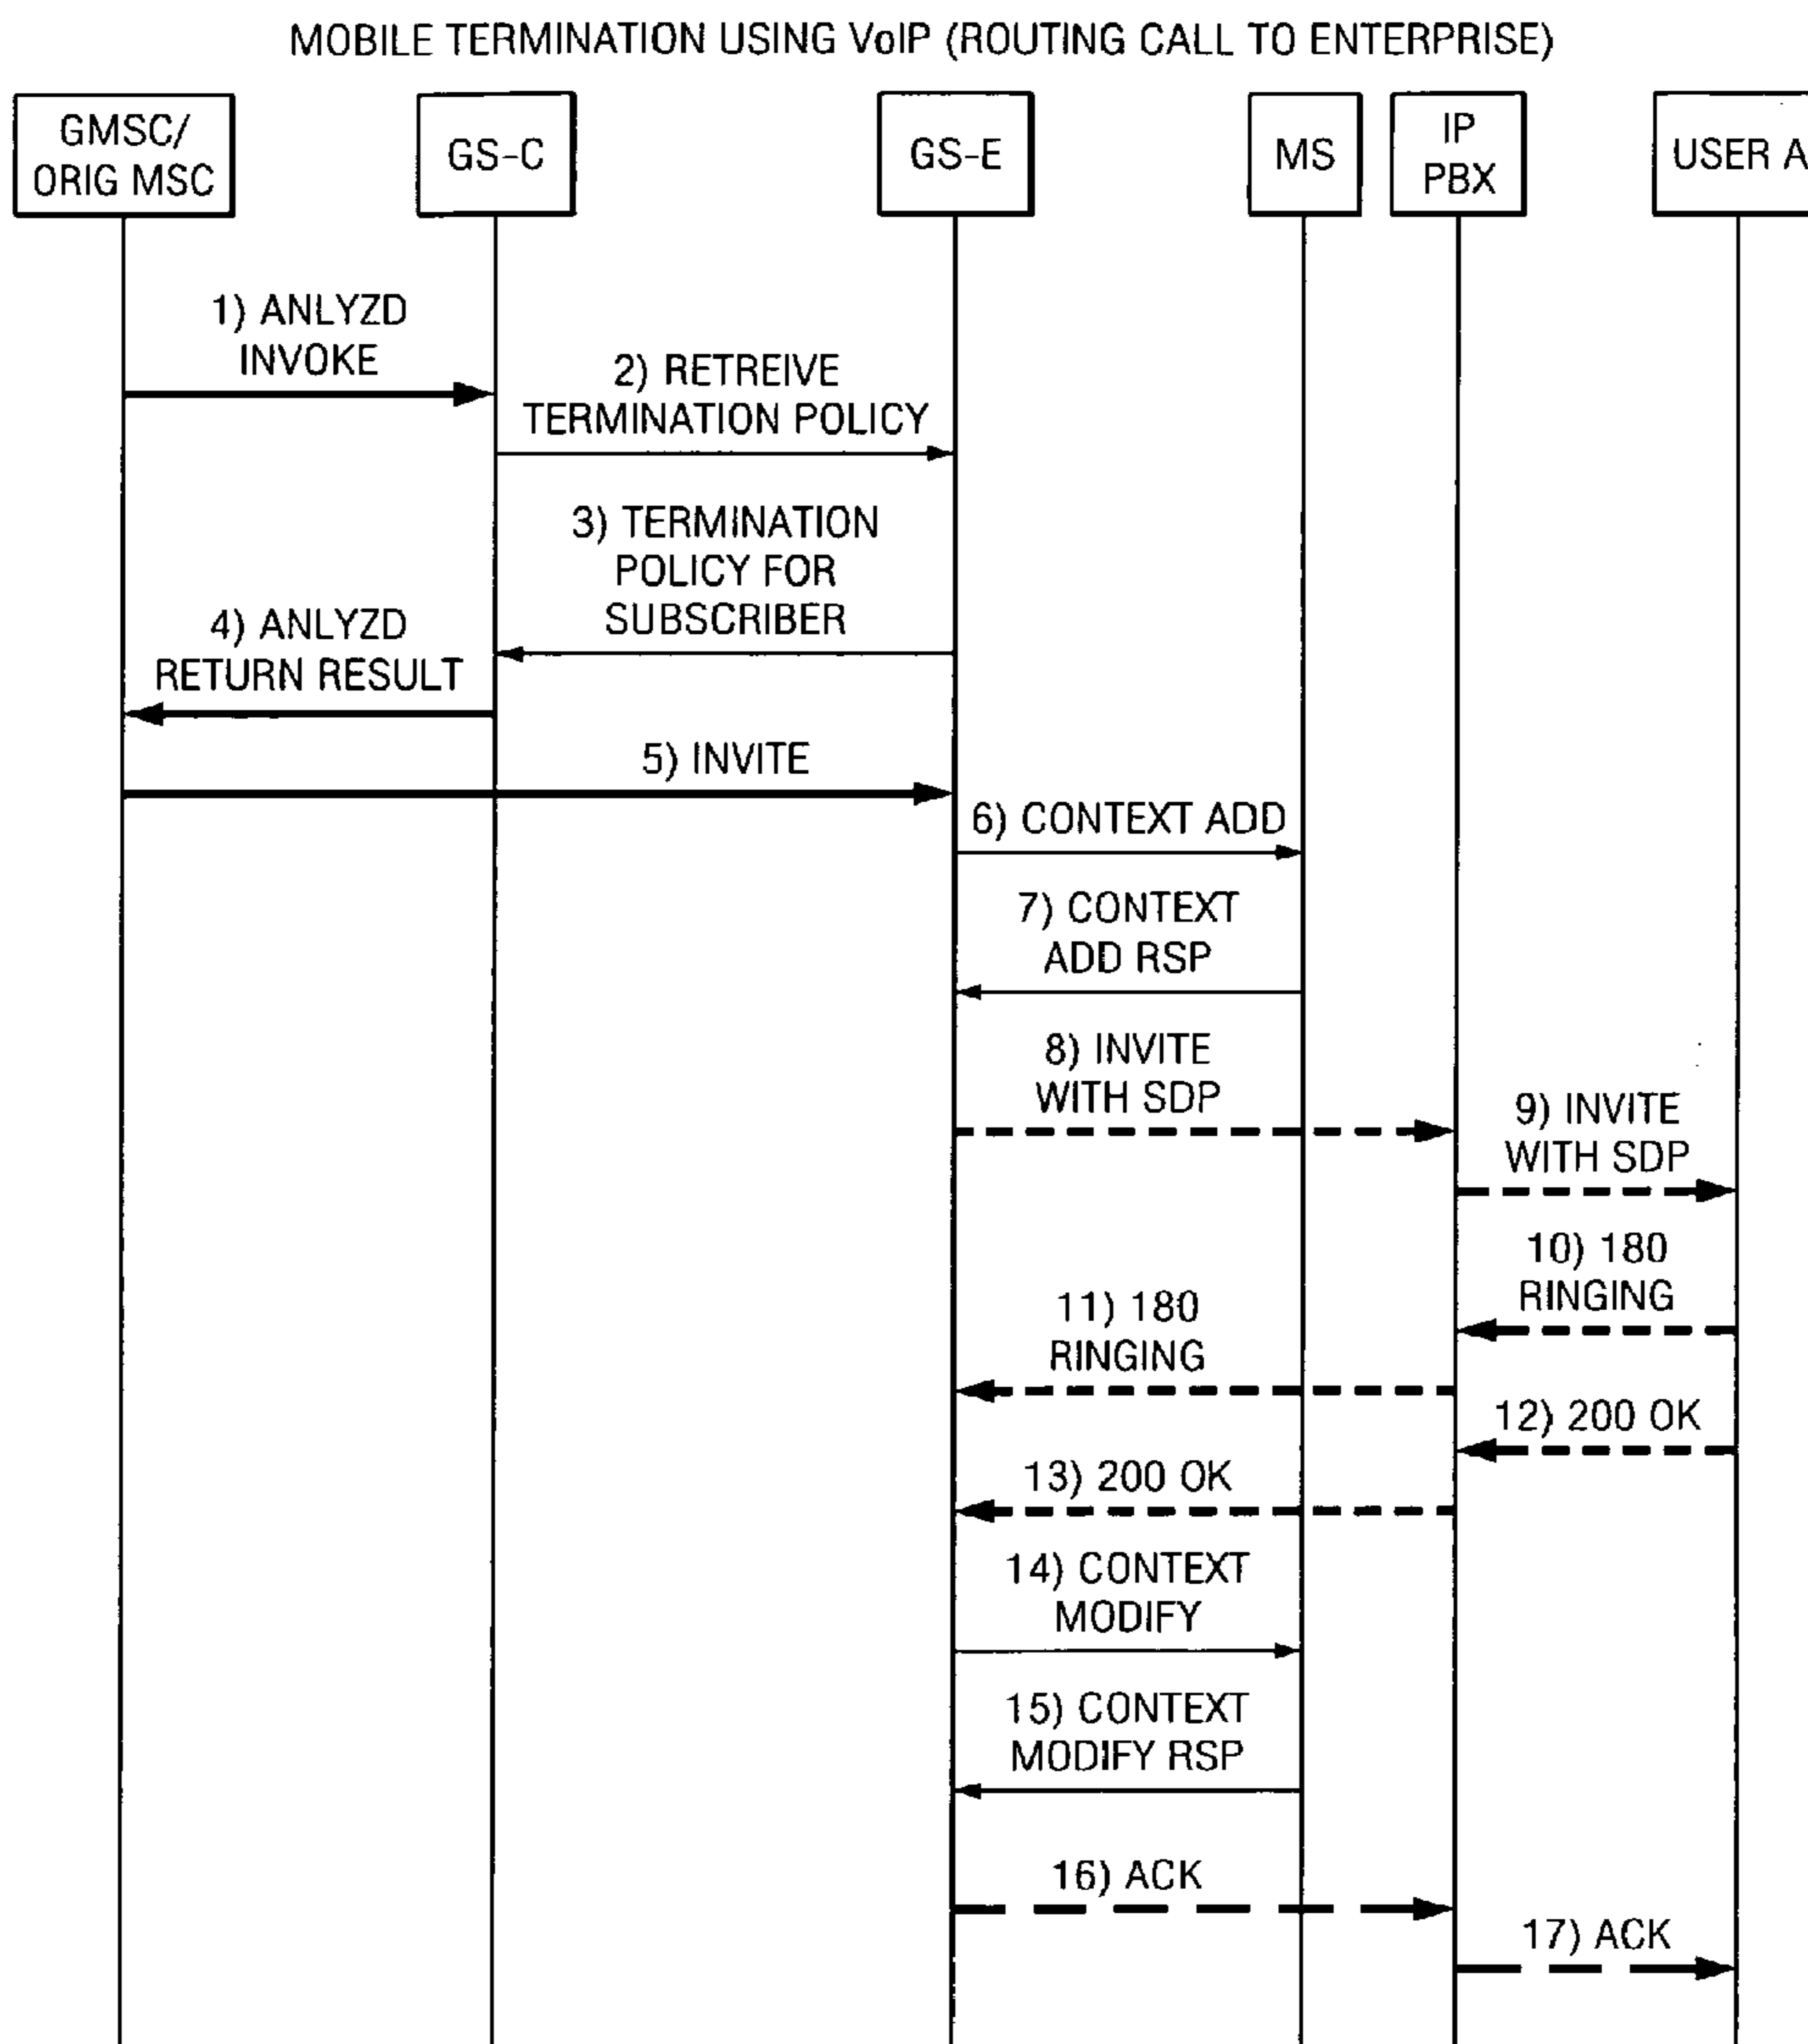 MOBILE TERMINATION USING VoIP (ROUTING CALL TO ENTERPRISE)
GMSC/
ORIG MSC
GS-C
GS-E
MS
IP
PBX
USER A
1) ANLYZD
INVOKE
2) RETREIVE
TERMINATION POLICY
3) TERMINATION
POLICY FOR
SUBSCRIBER
4) ANLYZD
RETURN RESULT
5) INVITE
6) CONTEXT ADD
7) CONTEXT
ADD RSP
8) INVITE
WITH SDP
9) INVITE
WITH SDP
10) 180
RINGING
11) 180
RINGING
12) 200 OK
13) 200 OK
14) CONTEXT
MODIFY
15) CONTEXT
MODIFY RSP
16) ACK
17) ACK